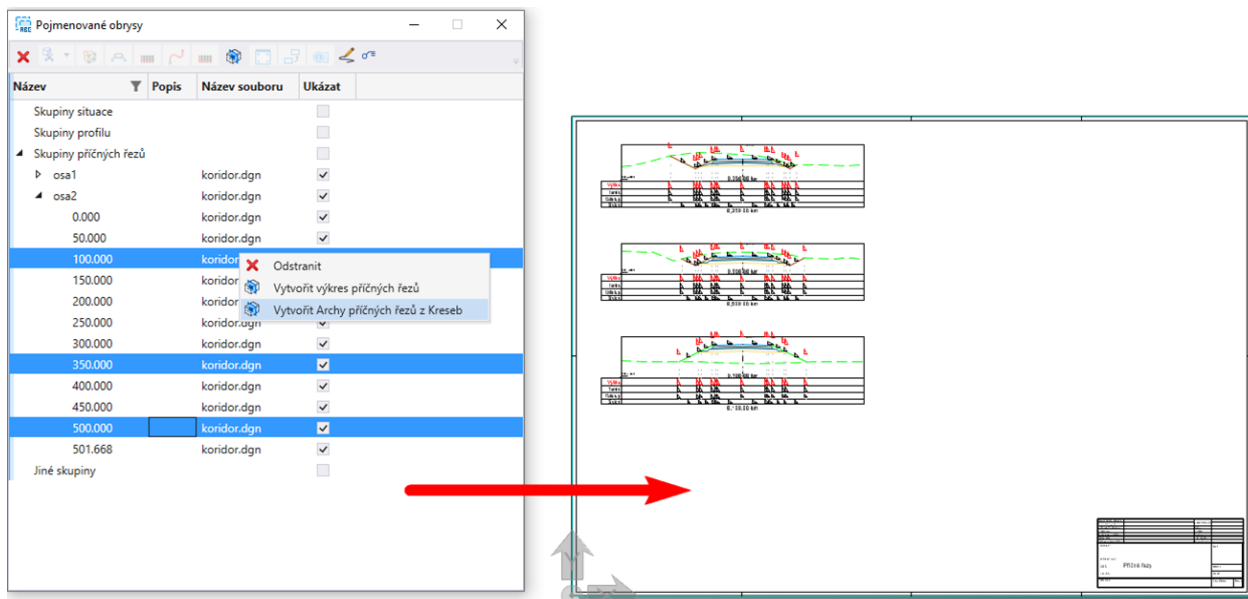 Pojmenované obrysy
Název Popis Název souboru Ukázat
Skupiny situace
Skupiny profilu
Skupiny příčných řezů
osa1 koridor.dgn
osa2 koridor.dgn
0.000 koridor.dgn
50.000 koridor.dgn
100.000 koridor
150.000 koridor
200.000 koridor
250.000 koridor.dgn
300.000 koridor.dgn
350.000 koridor.dgn
400.000 koridor.dgn
450.000 koridor.dgn
500.000 koridor.dgn
501.668 koridor.dgn
Jiné skupiny
Odstranit
Vytvořit výkres příčných řezů
Vytvořit Archy příčných řezů z Kreseb
Příčné řezy